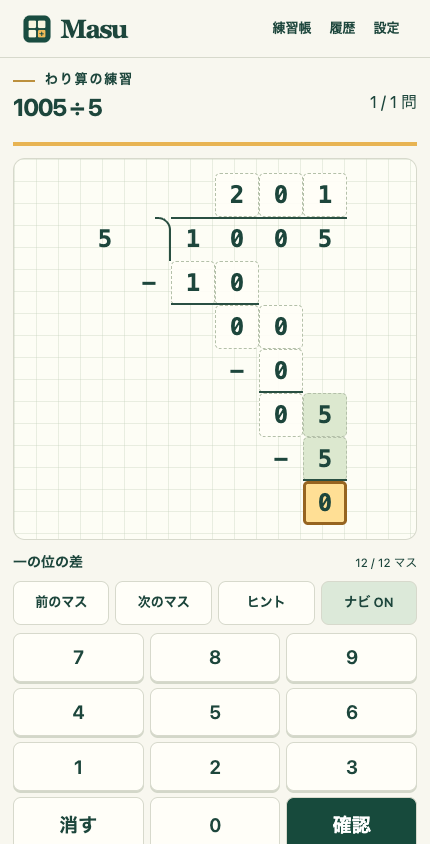 Masu 練習帳 履歴 設定
わり算の練習
1005÷5 1/1問
2 0 1
5 1 0 0 5
− 1 0
0 0
− 0
0 5
− 5
0
一の位の差 12/12マス
前のマス 次のマス ヒント ナビ ON
7 8 9
4 5 6
1 2 3
消す 0 確認